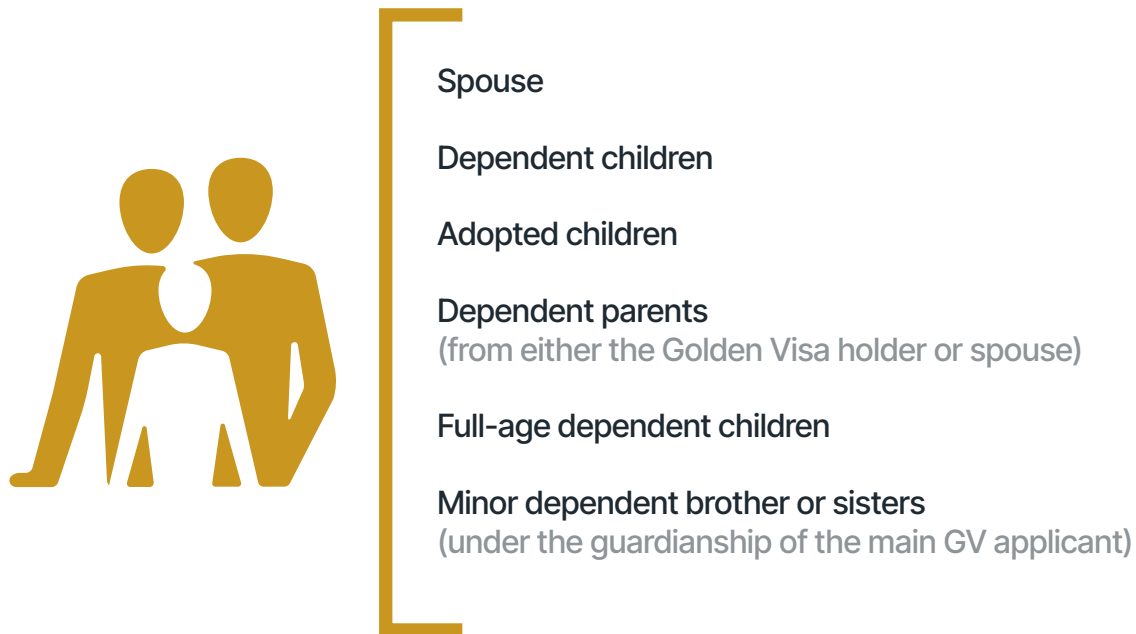 Spouse
Dependent children
Adopted children
Dependent parents
(from either the Golden Visa holder or spouse)
Full-age dependent children
Minor dependent brother or sisters
(under the guardianship of the main GV applicant)